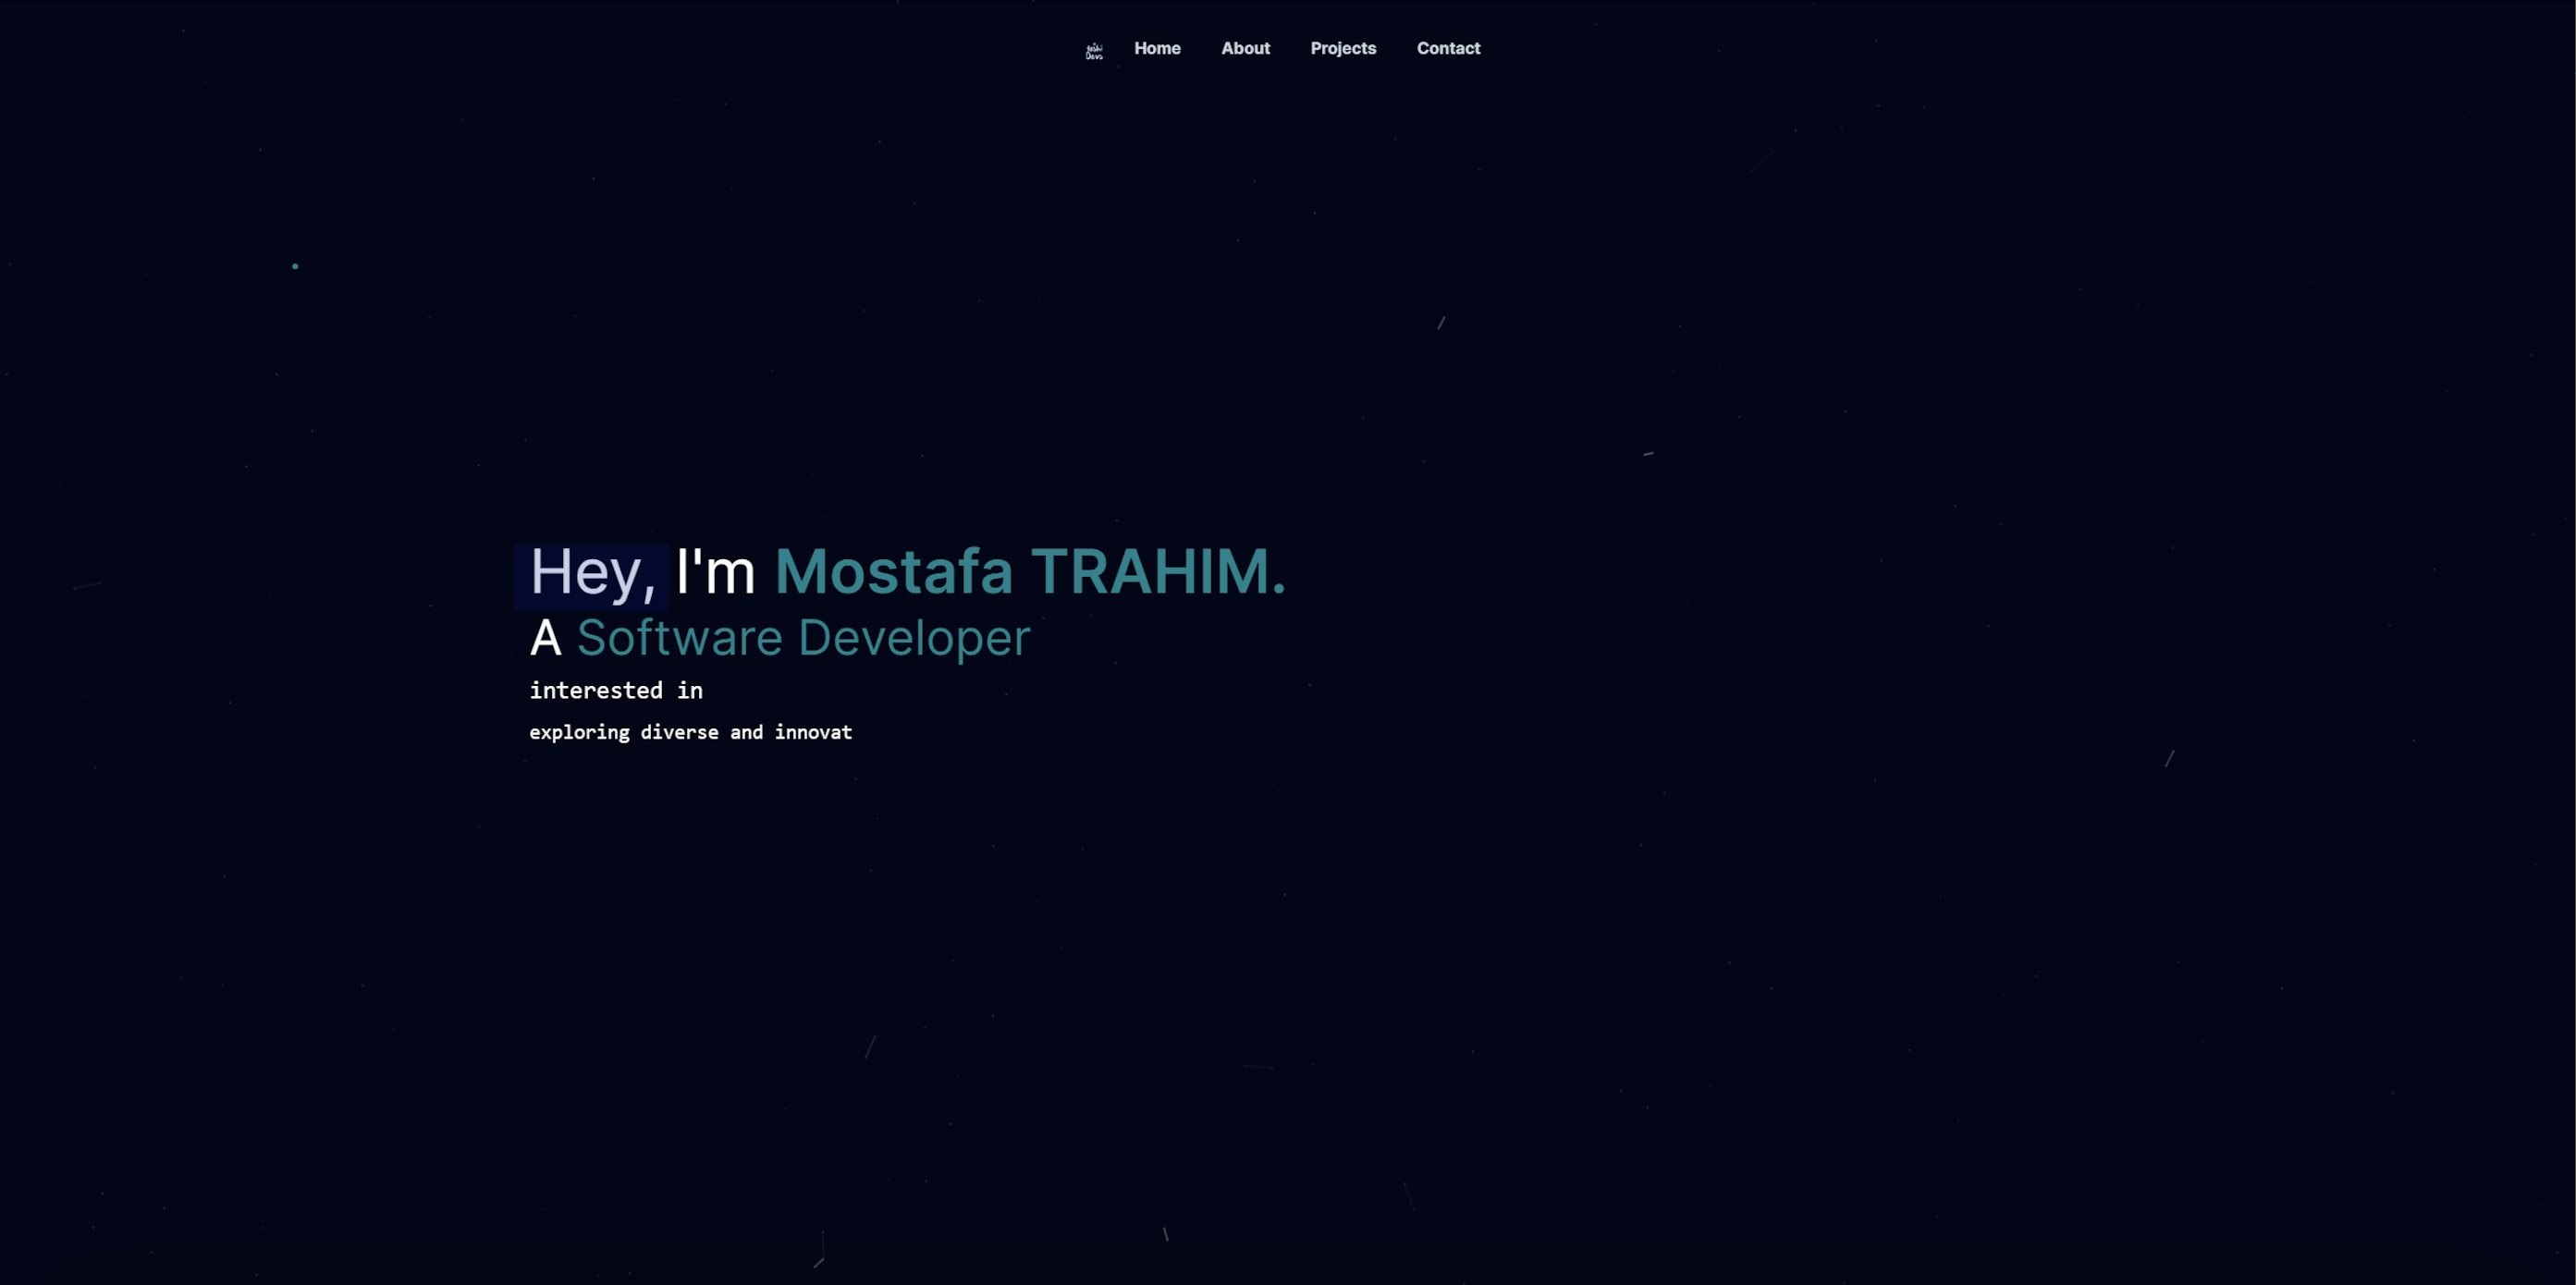 Home About Projects Contact
Hey, I'm Mostafa TRAHIM.
A Software Developer
interested in
exploring diverse and innovat